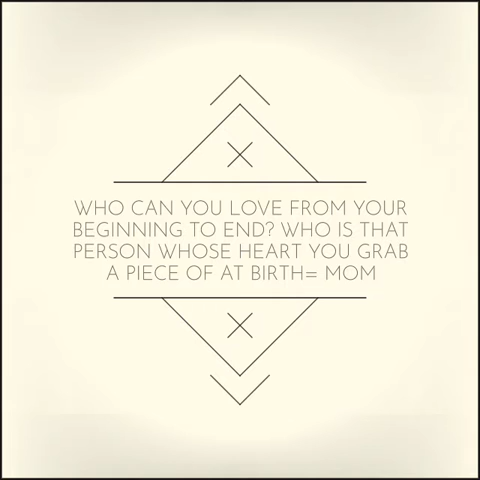 WHO CAN YOU LOVE FROM YOUR
BEGINNING TO END? WHO IS THAT
PERSON WHOSE HEART YOU GRAB
A PIECE OF AT BIRTH= MOM